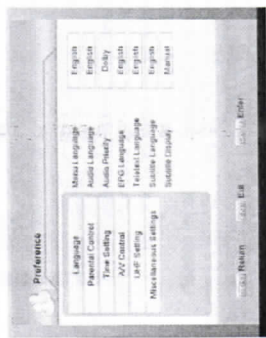 Preference
Language
Parental Control
Time Setting
A/V Control
UHF Setting
Miscellaneous Settings
Menu Language English
Audio Language English
Audio Priority Dolby
EPG Language English
Teletext Language English
Subtitle Language English
Subtitle Display Manual
Return Exit Enter